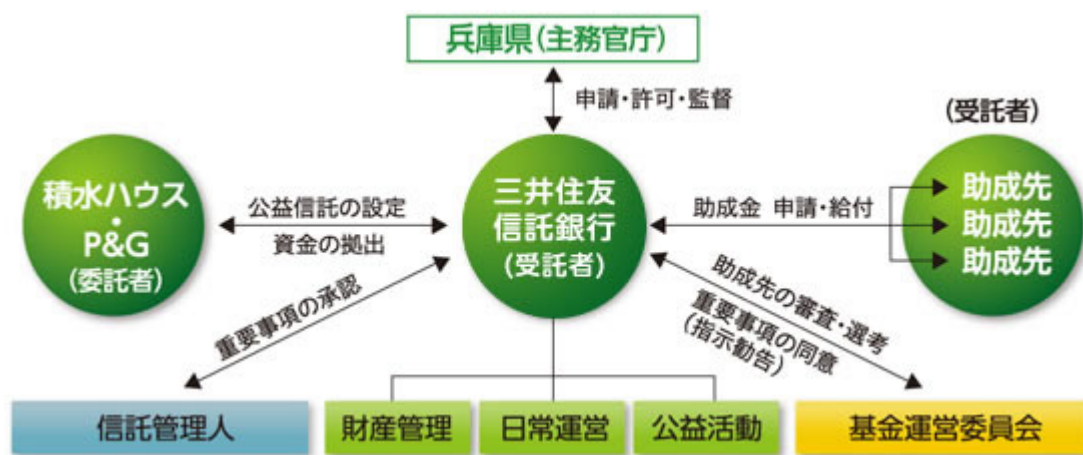 兵庫県(主務官庁)
申請・許可・監督
(受託者)
積水ハウス
・
P&G
(委託者)
公益信託の設定
資金の拠出
三井住友
信託銀行
(受託者)
助成金 申請・給付
助成先
助成先
助成先
重要事項の承認
助成先の審査・選考
重要事項の同意
(指示勧告)
信託管理人
財産管理
日常運営
公益活動
基金運営委員会